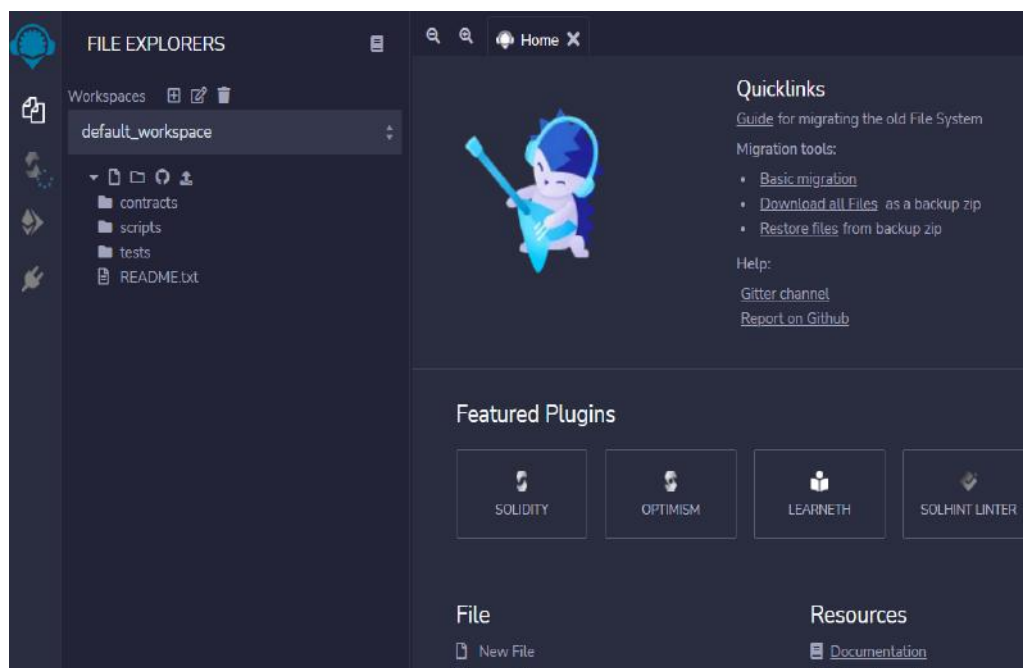 FILE EXPLORERS
Workspaces
default_workspace
contracts
scripts
tests
README.txt
Home
Quicklinks
Guide for migrating the old File System
Migration tools:
Basic migration
Download all Files as a backup zip
Restore files from backup zip
Help:
Gitter channel
Report on Github
Featured Plugins
SOLIDITY
OPTIMISM
LEARNETH
SOLHINT LINTER
File
New File
Resources
Documentation